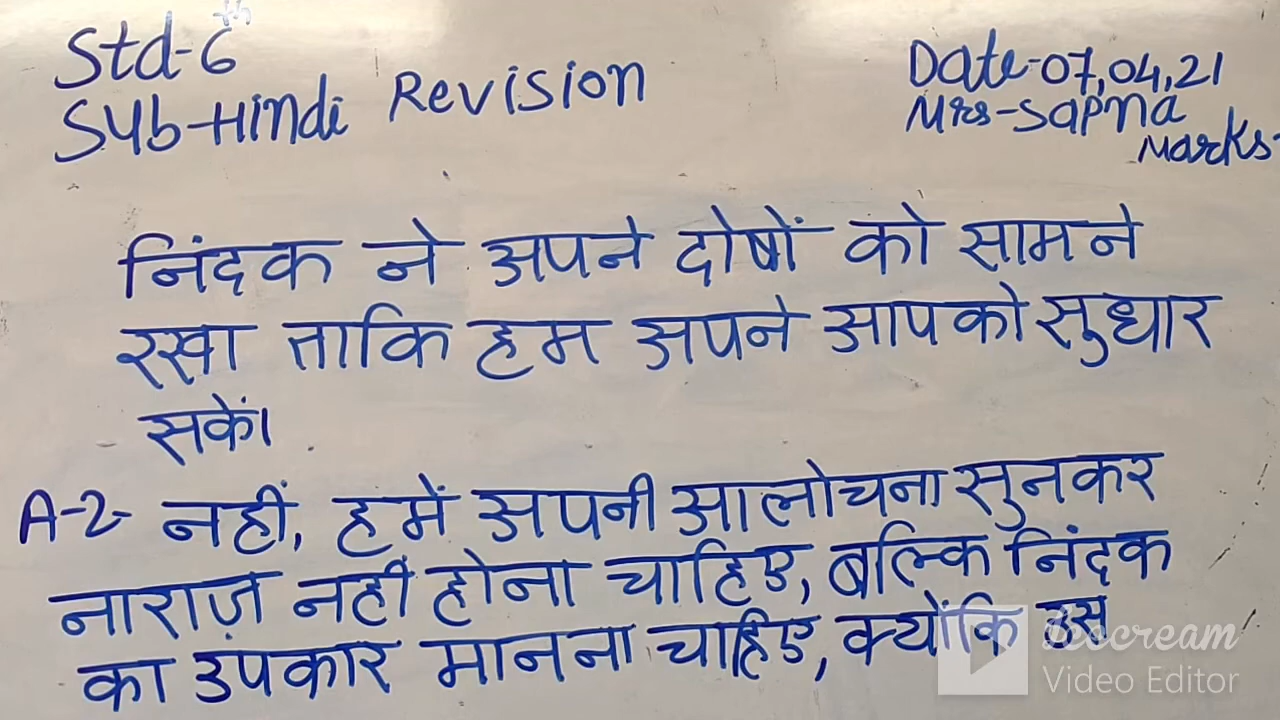 Std-6th
Sub-Hindi Revision
Date-07,04,21
Mrs-Sapna
Marks-
निंदक ने अपने दोषों को सामने
रखा ताकि हम अपने आपको सुधार
सकें।
A-2- नहीं, हमें अपनी आलोचना सुनकर
नाराज़ नहीं होना चाहिए, बल्कि निंदक
का उपकार मानना चाहिए, क्योंकि उस
Icecream
Video Editor